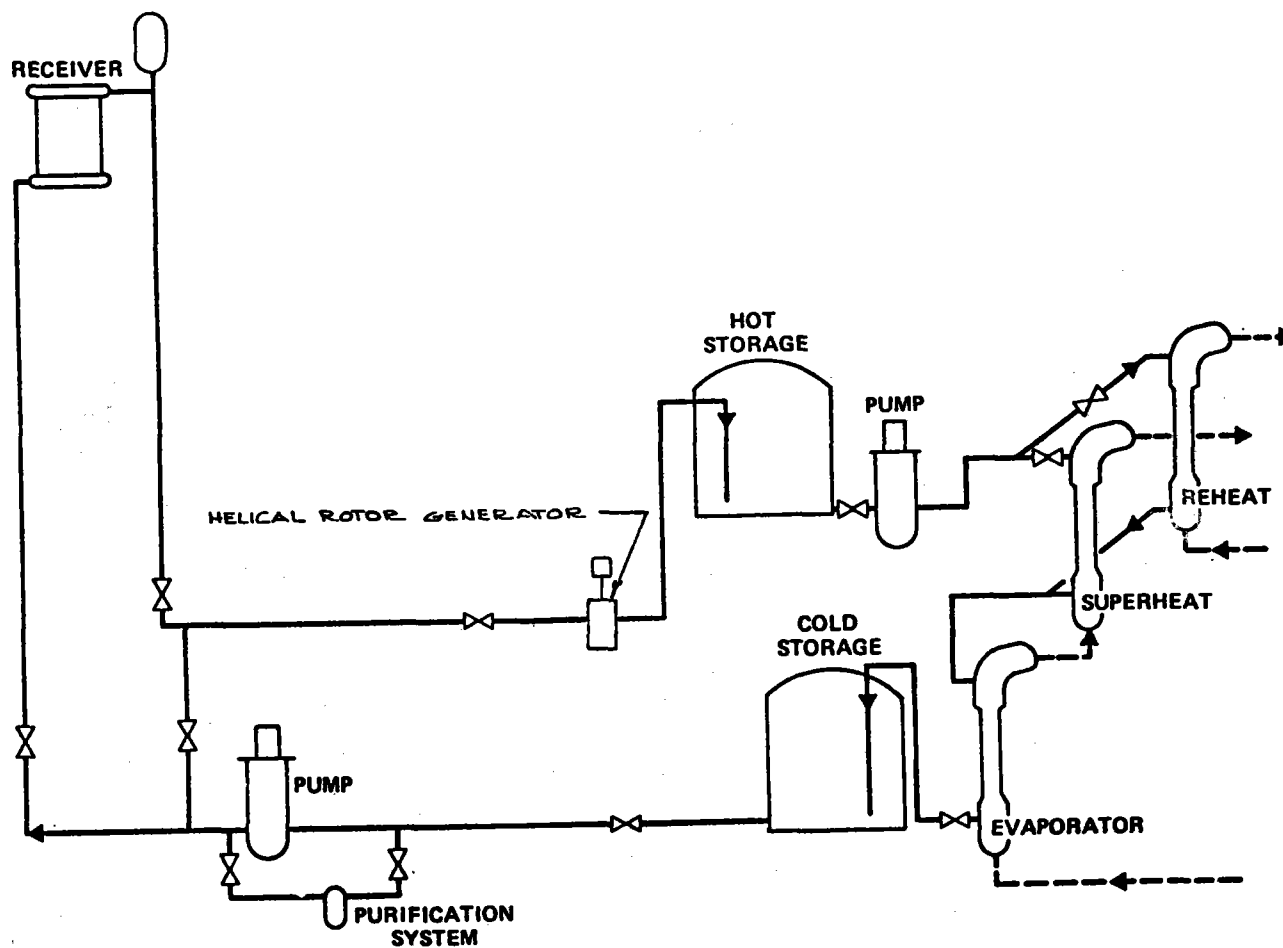 RECEIVER
HOT
STORAGE
PUMP
REHEAT
HELICAL ROTOR GENERATOR
SUPERHEAT
COLD
STORAGE
PUMP
EVAPORATOR
PURIFICATION
SYSTEM